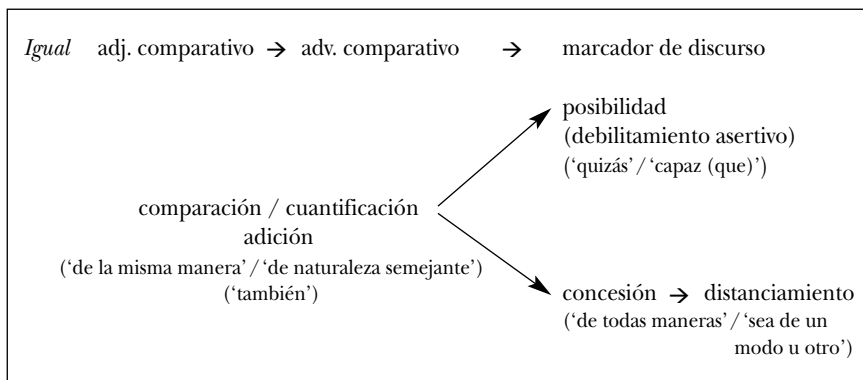 Igual adj. comparativo → adv. comparativo → marcador de discurso
posibilidad
(debilitamiento asertivo)
(‘quizás’/‘capaz (que)’)
comparación / cuantificación
adición
(‘de la misma manera’/‘de naturaleza semejante’)
(‘también’)
concesión → distanciamiento
(‘de todas maneras’/‘sea de un
modo u otro’)